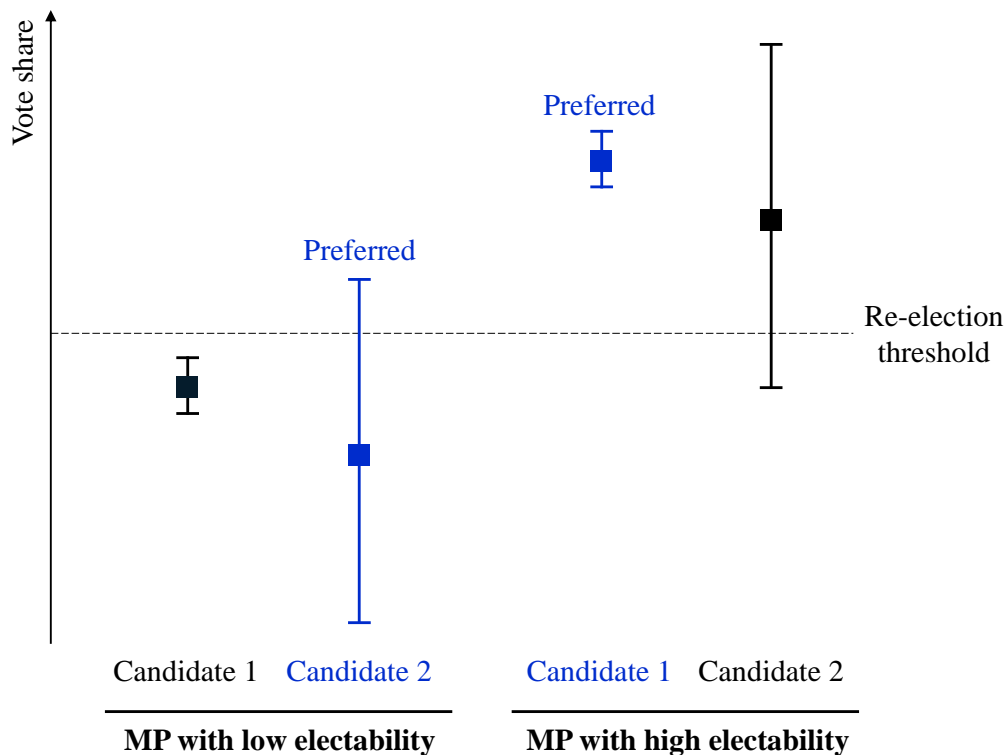 Vote share
Preferred
Preferred
Re-election
threshold
Candidate 1
Candidate 2
Candidate 1
Candidate 2
MP with low electability
MP with high electability